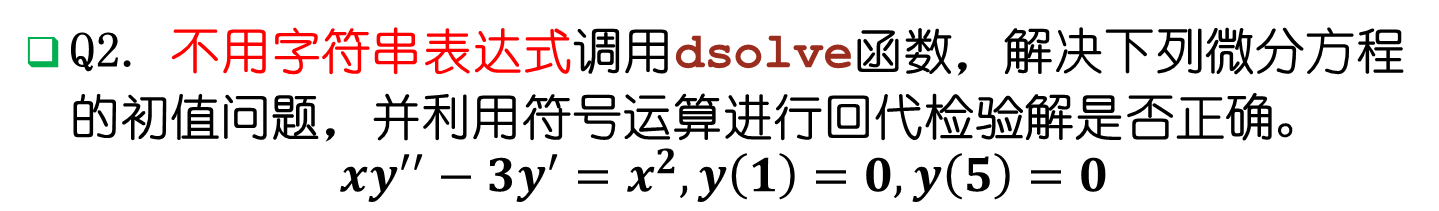 Q2. 不用字符串表达式调用dsolve函数，解决下列微分方程
的初值问题，并利用符号运算进行回代检验解是否正确。
xy′′ − 3y′ = x², y(1) = 0, y(5) = 0